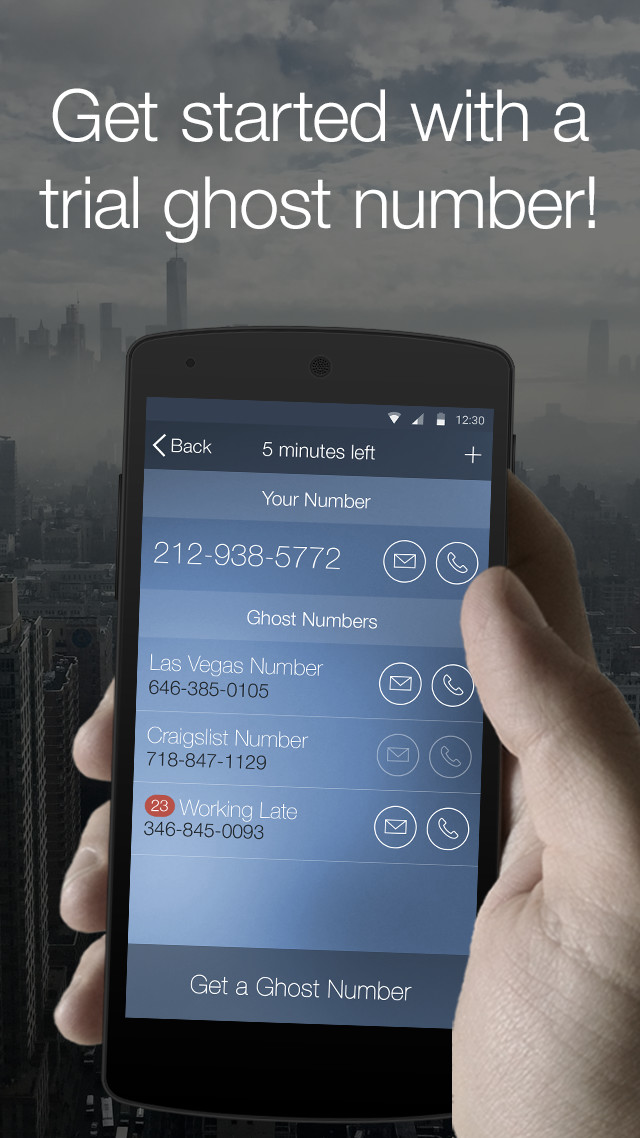 Get started with a
trial ghost number!
12:30
Back 5 minutes left +
Your Number
212-938-5772
Ghost Numbers
Las Vegas Number
646-385-0105
Craigslist Number
718-847-1129
23 Working Late
346-845-0093
Get a Ghost Number